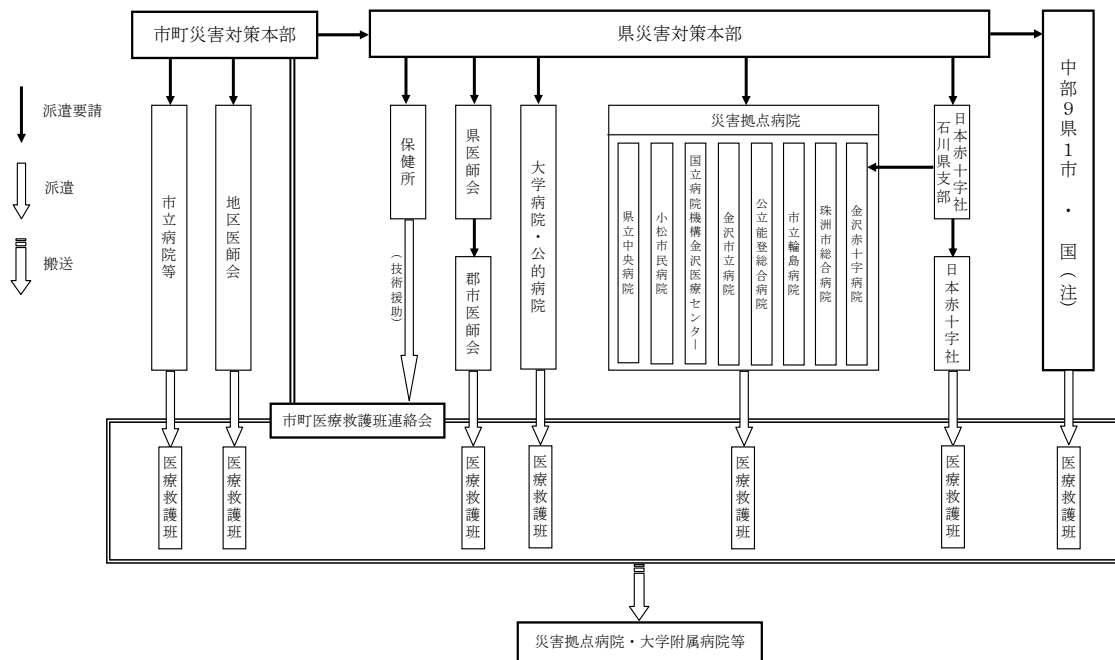 市町災害対策本部
県災害対策本部
中部9県1市・国（注）
派遣要請
派遣
搬送
市立病院等
地区医師会
保健所
（技術援助）
県医師会
郡市医師会
大学病院・公的病院
災害拠点病院
県立中央病院
小松市民病院
国立病院機構金沢医療センター
金沢市立病院
公立能登総合病院
市立輪島病院
珠洲市総合病院
金沢赤十字病院
日本赤十字社
石川県支部
日本赤十字社
市町医療救護班連絡会
医療救護班
医療救護班
医療救護班
医療救護班
医療救護班
医療救護班
医療救護班
災害拠点病院・大学附属病院等